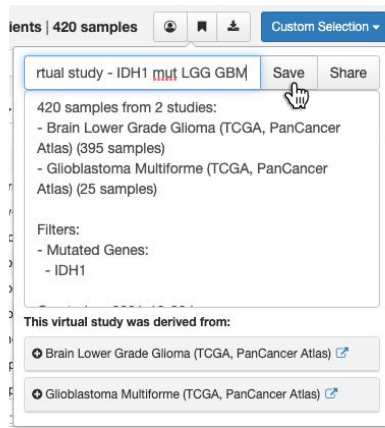 ients | 420 samples
Custom Selection
rtual study - IDH1 mut LGG GBM
Save
Share
420 samples from 2 studies:
- Brain Lower Grade Glioma (TCGA, PanCancer
Atlas) (395 samples)
- Glioblastoma Multiforme (TCGA, PanCancer
Atlas) (25 samples)
Filters:
- Mutated Genes:
- IDH1
This virtual study was derived from:
Brain Lower Grade Glioma (TCGA, PanCancer Atlas)
Glioblastoma Multiforme (TCGA, PanCancer Atlas)